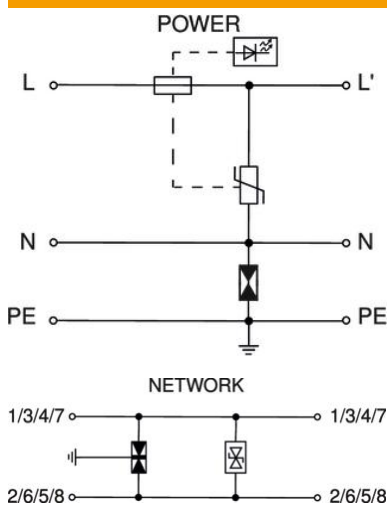 POWER
L L'
N N
PE PE
NETWORK
1/3/4/7 1/3/4/7
2/6/5/8 2/6/5/8